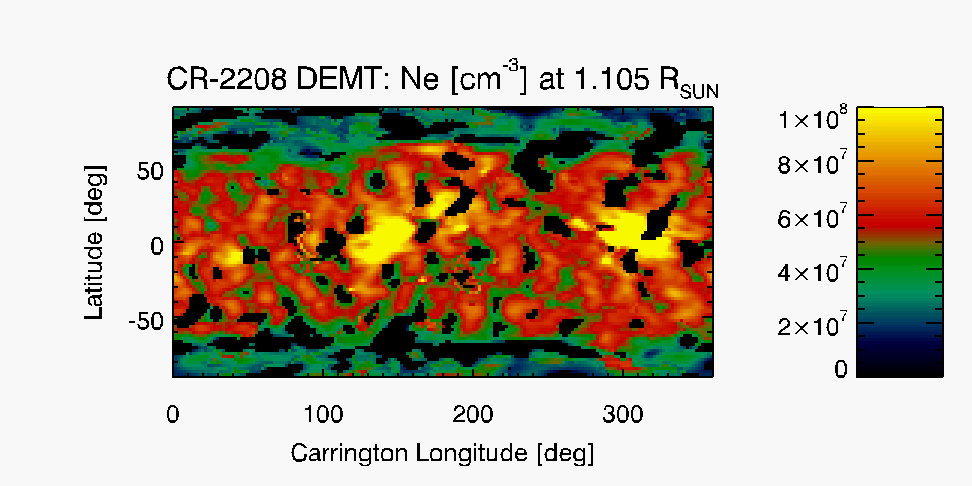 CR-2208 DEMT: Ne [cm⁻³] at 1.105 R_SUN
50
0
-50
Latitude [deg]
0 100 200 300
Carrington Longitude [deg]
1×10⁸
8×10⁷
6×10⁷
4×10⁷
2×10⁷
0